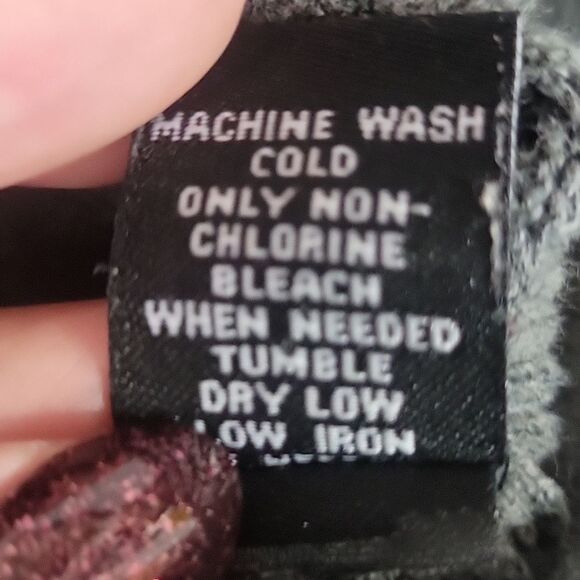 MACHINE WASH
COLD
ONLY NON-
CHLORINE
BLEACH
WHEN NEEDED
TUMBLE
DRY LOW
LOW IRON